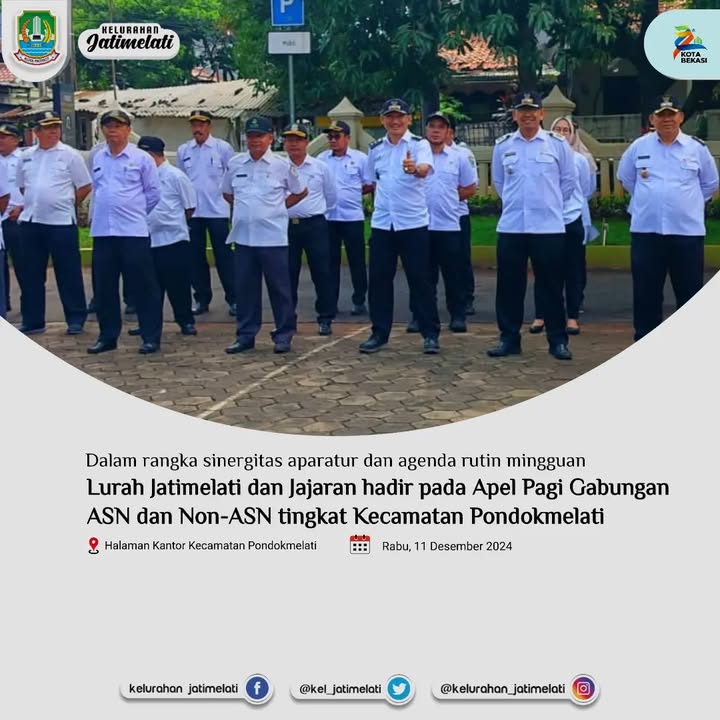 KELURAHAN
Jatimelati
P
KOTA
BEKASI
Dalam rangka sinergitas aparatur dan agenda rutin mingguan
Lurah Jatimelati dan Jajaran hadir pada Apel Pagi Gabungan
ASN dan Non-ASN tingkat Kecamatan Pondokmelati
Halaman Kantor Kecamatan Pondokmelati
Rabu, 11 Desember 2024
kelurahan jatimelati
@kel_jatimelati
@kelurahan_jatimelati